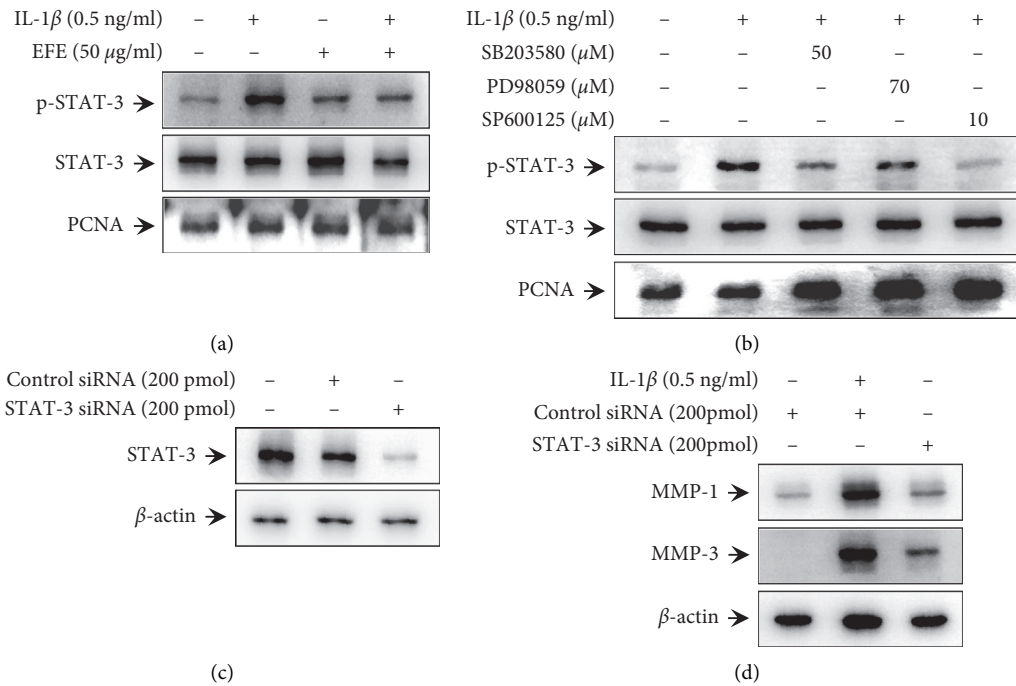 IL-1β (0.5 ng/ml) – + – +
EFE (50 μg/ml) – – + +
p-STAT-3
STAT-3
PCNA
(a)
IL-1β (0.5 ng/ml) – + + + +
SB203580 (μM) – – 50 – –
PD98059 (μM) – – – 70 –
SP600125 (μM) – – – – 10
p-STAT-3
STAT-3
PCNA
(b)
Control siRNA (200 pmol) – + –
STAT-3 siRNA (200 pmol) – – +
STAT-3
β-actin
(c)
IL-1β (0.5 ng/ml) – + –
Control siRNA (200pmol) + + –
STAT-3 siRNA (200pmol) – – +
MMP-1
MMP-3
β-actin
(d)